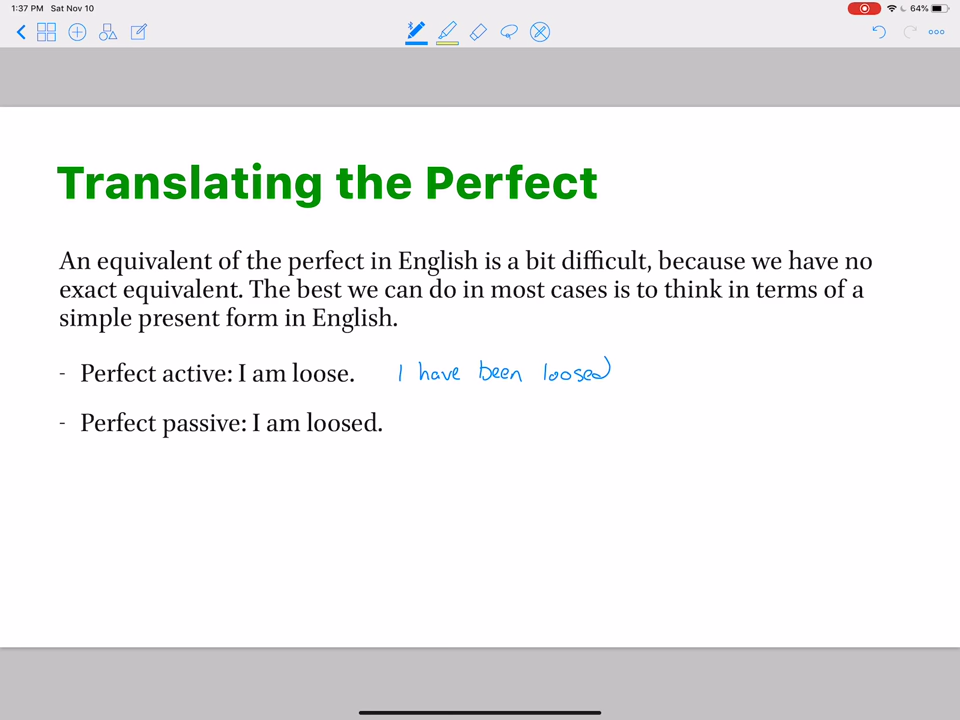 1:37 PM Sat Nov 10
64%
Translating the Perfect
An equivalent of the perfect in English is a bit difficult, because we have no
exact equivalent. The best we can do in most cases is to think in terms of a
simple present form in English.
- Perfect active: I am loose. I have been loosed
- Perfect passive: I am loosed.